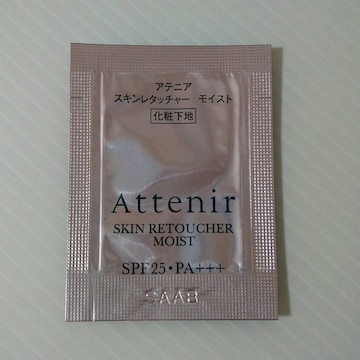 アテニア
スキンレタッチャー モイスト
化粧下地
Attenir
SKIN RETOUCHER
MOIST
SPF25・PA+++